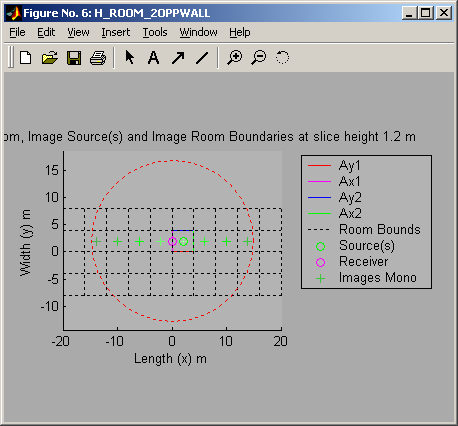 Figure No. 6: H_ROOM_2OPPWALL
File Edit View Insert Tools Window Help
A
om, Image Source(s) and Image Room Boundaries at slice height 1.2 m
15
10
5
0
-5
-10
Width (y) m
-20 -10 0 10 20
Length (x) m
Ay1
Ax1
Ay2
Ax2
Room Bounds
Source(s)
Receiver
Images Mono